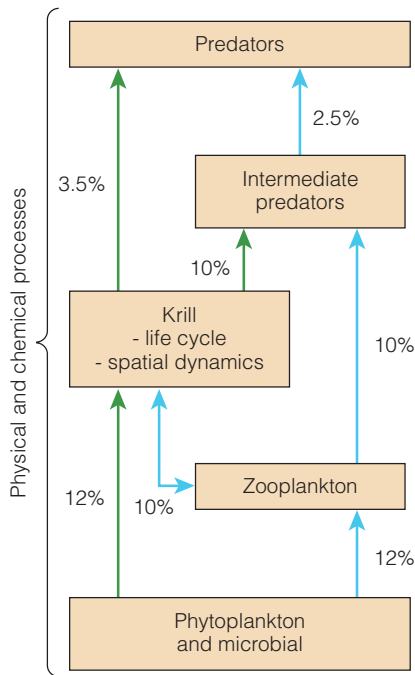 Predators
2.5%
3.5%
Intermediate
predators
10%
Krill
- life cycle
- spatial dynamics
10%
Physical and chemical processes
Zooplankton
12%
10%
12%
Phytoplankton
and microbial